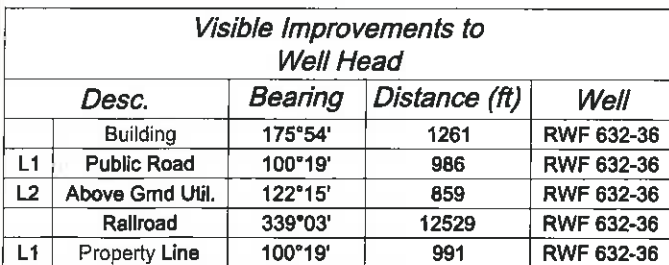 Visible Improvements to
Well Head
Desc. Bearing Distance (ft) Well
Building 175°54' 1261 RWF 632-36
L1 Public Road 100°19' 986 RWF 632-36
L2 Above Grnd Util. 122°15' 859 RWF 632-36
Railroad 339°03' 12529 RWF 632-36
L1 Property Line 100°19' 991 RWF 632-36